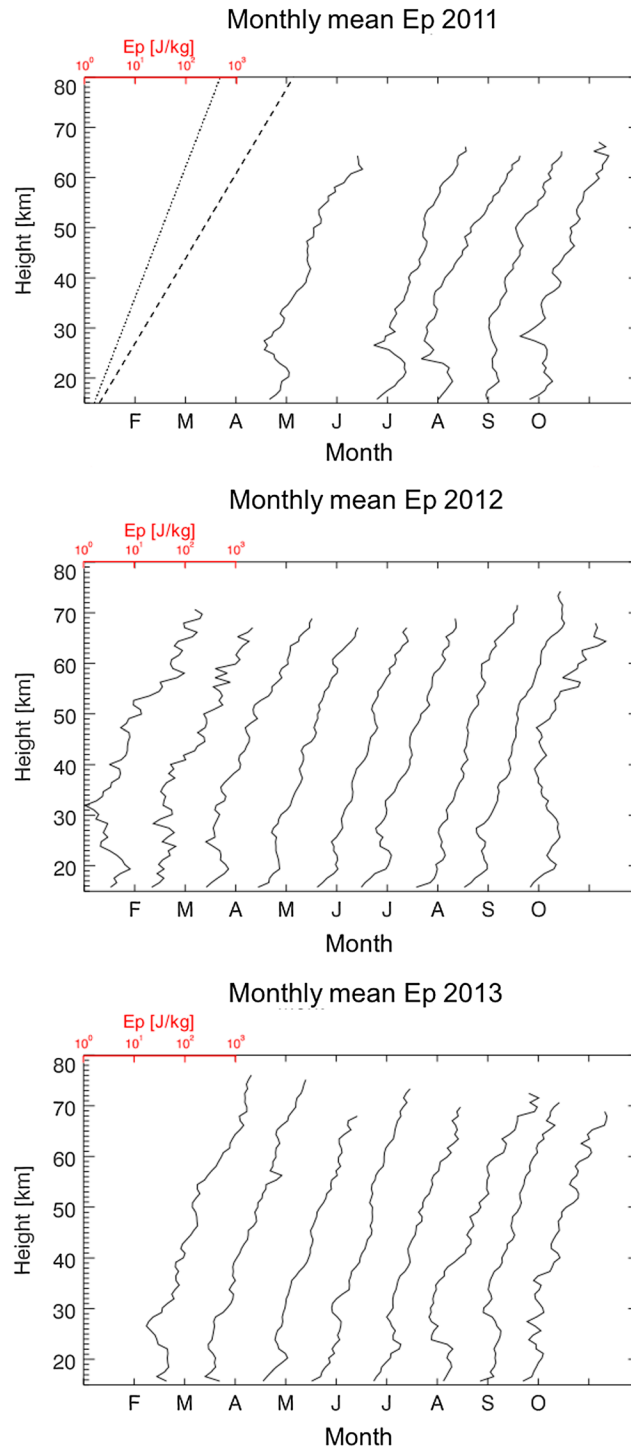 Monthly mean Ep 2011
Ep [J/kg]
10⁰ 10¹ 10² 10³
80
70
60
50
40
30
20
Height [km]
F M A M J J A S O
Month
Monthly mean Ep 2012
Ep [J/kg]
10⁰ 10¹ 10² 10³
80
70
60
50
40
30
20
Height [km]
F M A M J J A S O
Month
Monthly mean Ep 2013
Ep [J/kg]
10⁰ 10¹ 10² 10³
80
70
60
50
40
30
20
Height [km]
F M A M J J A S O
Month